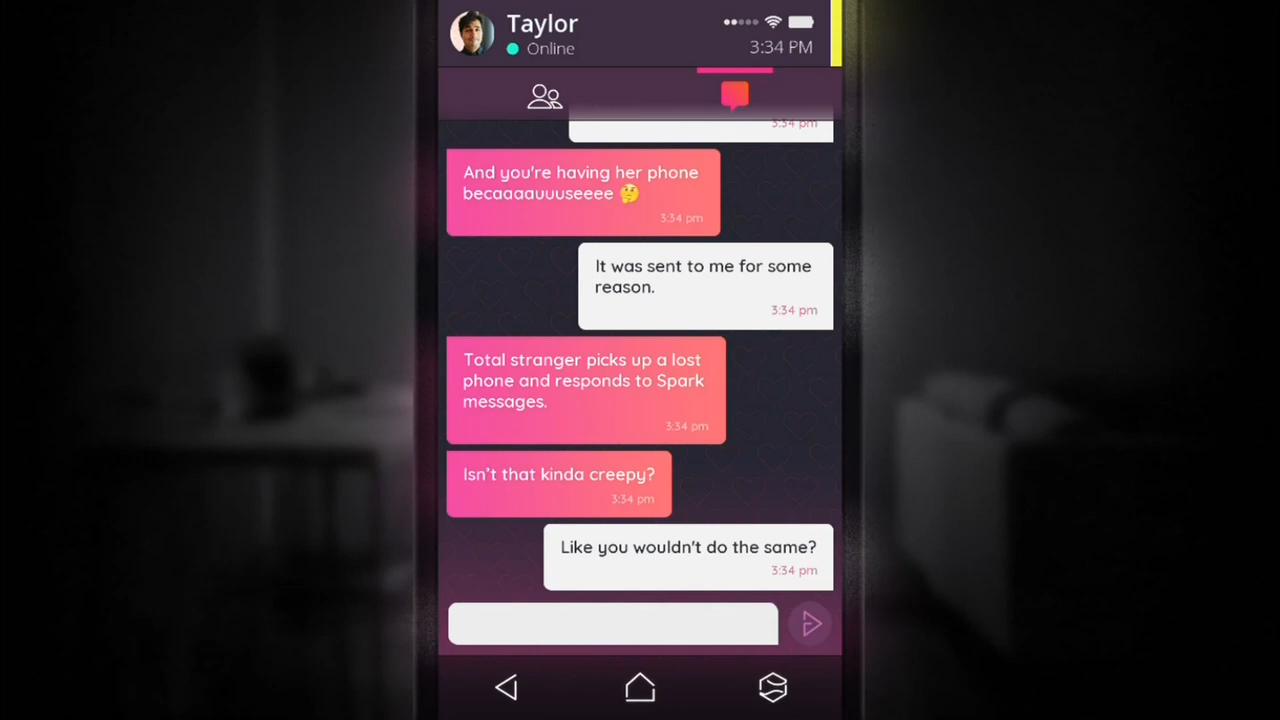 Taylor
Online
3:34 PM
3:34 pm
And you're having her phone
becaaaauuuseeee 🤔
3:34 pm
It was sent to me for some
reason.
3:34 pm
Total stranger picks up a lost
phone and responds to Spark
messages.
3:34 pm
Isn't that kinda creepy?
3:34 pm
Like you wouldn't do the same?
3:34 pm